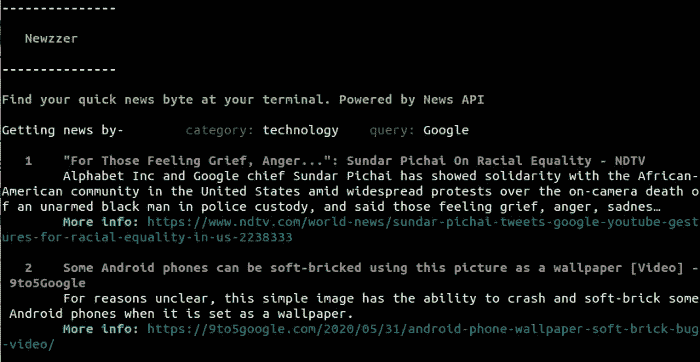 ---------------
Newzzer
---------------
Find your quick news byte at your terminal. Powered by News API
Getting news by- category: technology query: Google
1 "For Those Feeling Grief, Anger...": Sundar Pichai On Racial Equality - NDTV
Alphabet Inc and Google chief Sundar Pichai has showed solidarity with the African-
American community in the United States amid widespread protests over the on-camera death o
f an unarmed black man in police custody, and said those feeling grief, anger, sadnes…
More info: https://www.ndtv.com/world-news/sundar-pichai-tweets-google-youtube-gest
ures-for-racial-equality-in-us-2238333
2 Some Android phones can be soft-bricked using this picture as a wallpaper [Video] -
9to5Google
For reasons unclear, this simple image has the ability to crash and soft-brick some
Android phones when it is set as a wallpaper.
More info: https://9to5google.com/2020/05/31/android-phone-wallpaper-soft-brick-bug
-video/